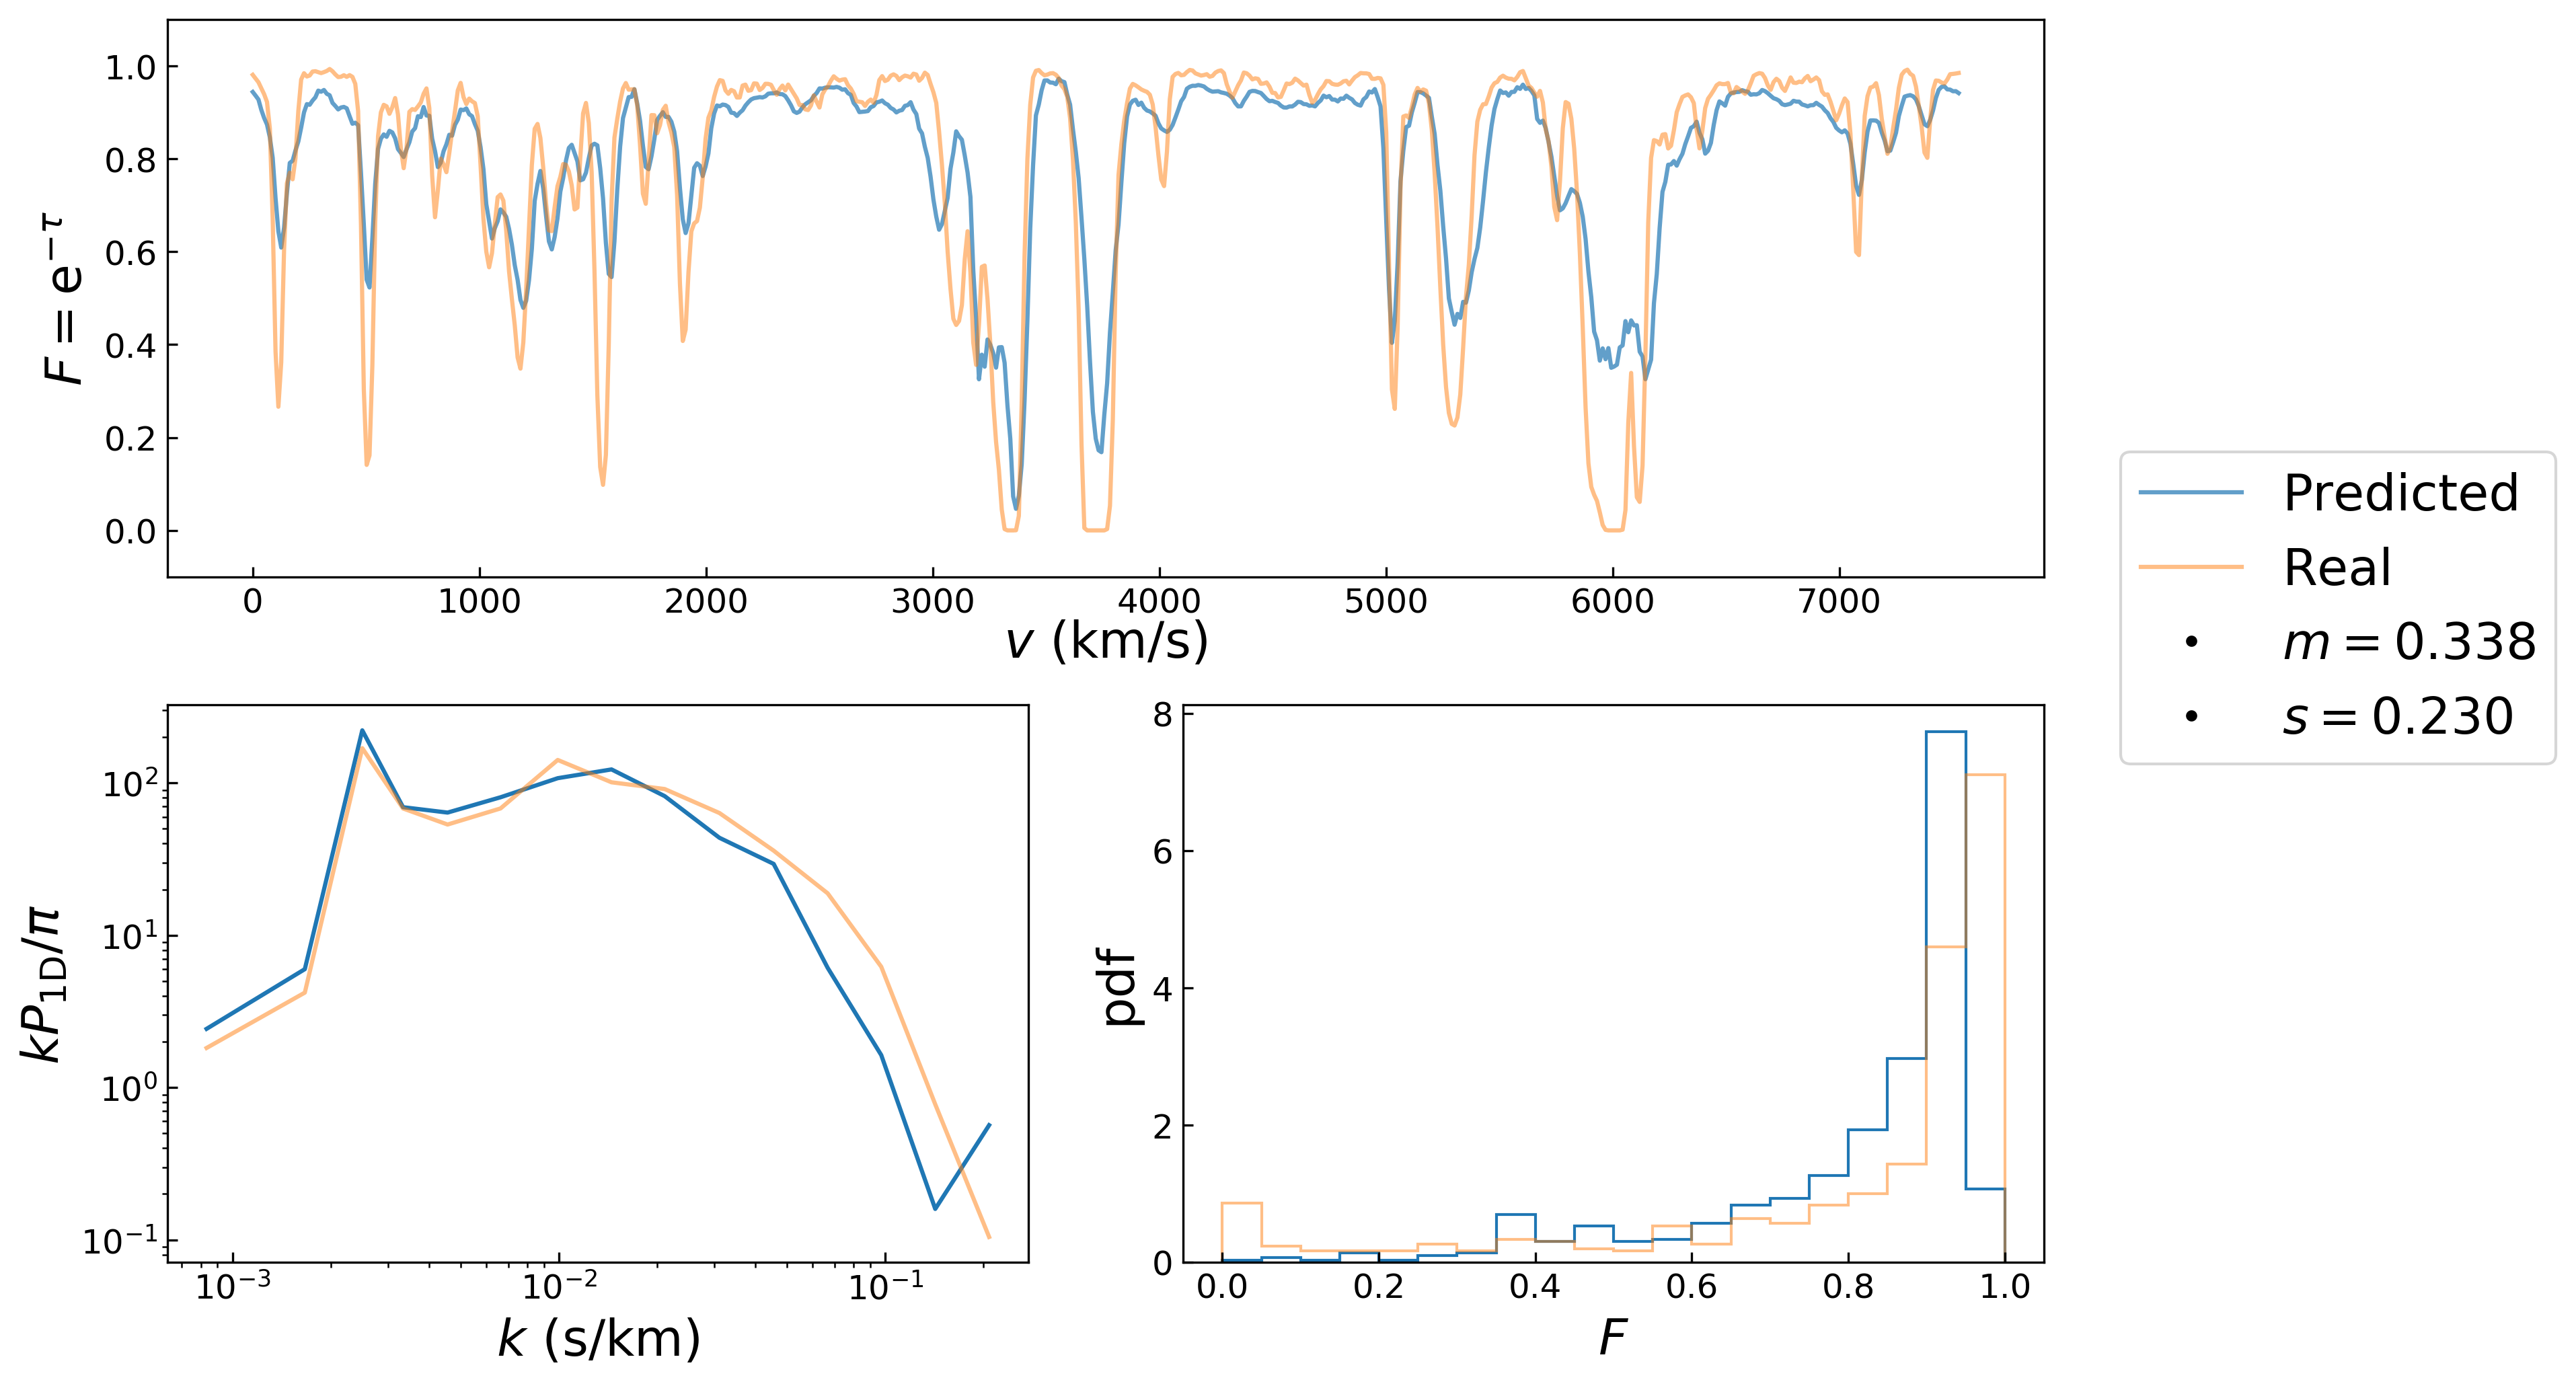 F = e^{-τ}
1.0
0.8
0.6
0.4
0.2
0.0
0 1000 2000 3000 4000 5000 6000 7000
v (km/s)
Predicted
Real
m = 0.338
s = 0.230
kP_{1D}/π
10^2
10^1
10^0
10^{-1}
10^{-3} 10^{-2} 10^{-1}
k (s/km)
pdf
8
6
4
2
0
0.0 0.2 0.4 0.6 0.8 1.0
F